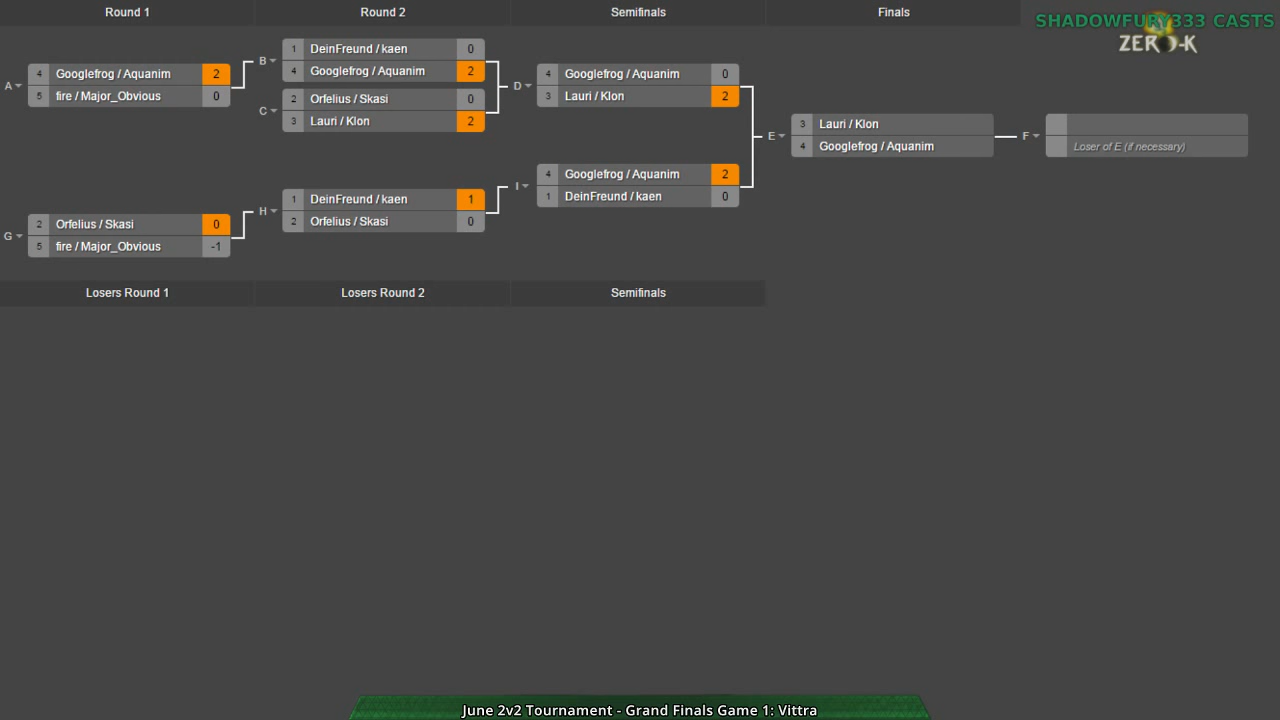 Round 1
Round 2
Semifinals
Finals
SHADOWFURY333 CASTS
ZERO-K
A
4 Googlefrog / Aquanim 2
5 fire / Major_Obvious 0
B
1 DeinFreund / kaen 0
4 Googlefrog / Aquanim 2
C
2 Orfelius / Skasi 0
3 Lauri / Klon 2
D
4 Googlefrog / Aquanim 0
3 Lauri / Klon 2
E
3 Lauri / Klon
4 Googlefrog / Aquanim
F
Loser of E (if necessary)
G
2 Orfelius / Skasi 0
5 fire / Major_Obvious -1
H
1 DeinFreund / kaen 1
2 Orfelius / Skasi 0
I
4 Googlefrog / Aquanim 2
1 DeinFreund / kaen 0
Losers Round 1
Losers Round 2
Semifinals
June 2v2 Tournament - Grand Finals Game 1: Vittra